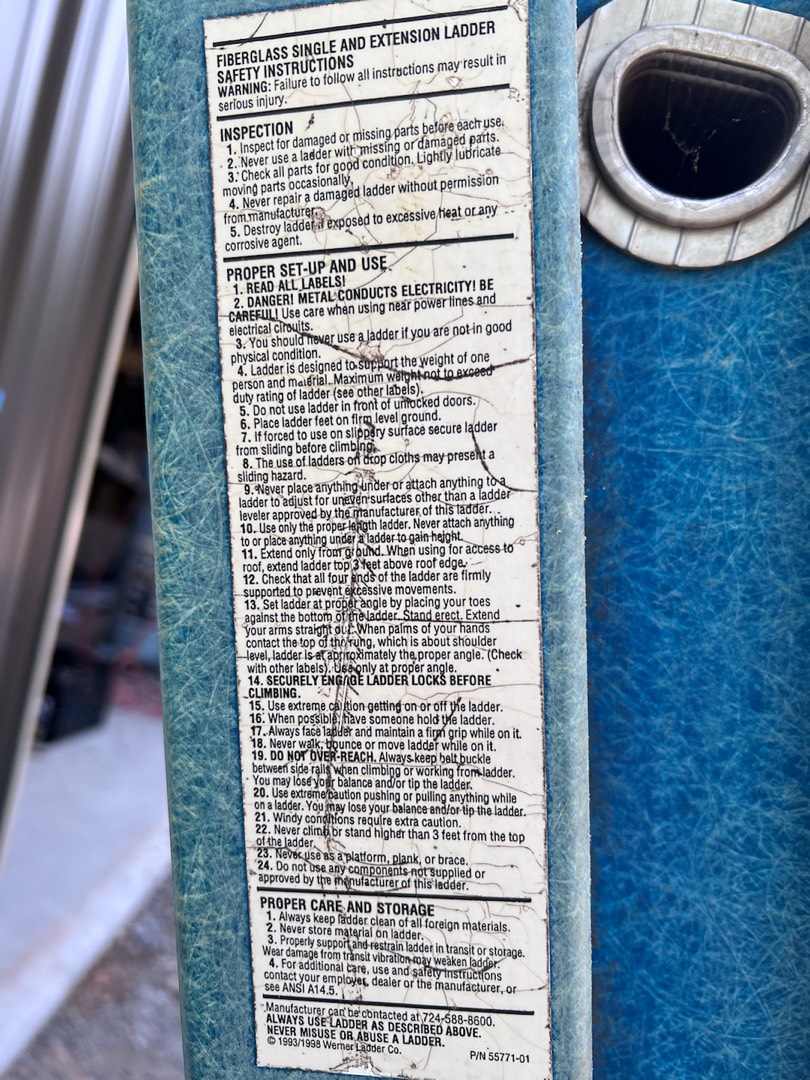 FIBERGLASS SINGLE AND EXTENSION LADDER
SAFETY INSTRUCTIONS
WARNING: Failure to follow all instructions may result in
serious injury.
INSPECTION
1. Inspect for damaged or missing parts before each use.
2. Never use a ladder with missing or damaged parts.
3. Check all parts for good condition. Lightly lubricate
moving parts occasionally.
4. Never repair a damaged ladder without permission
from manufacturer.
5. Destroy ladder if exposed to excessive heat or any
corrosive agent.
PROPER SET-UP AND USE
1. READ ALL LABELS!
2. DANGER! METAL CONDUCTS ELECTRICITY! BE
CAREFUL! Use care when using near power lines and
electrical circuits.
3. You should never use a ladder if you are not in good
physical condition.
4. Ladder is designed to support the weight of one
person and material. Maximum weight not to exceed
duty rating of ladder (see other labels).
5. Do not use ladder in front of unlocked doors.
6. Place ladder feet on firm level ground.
7. If forced to use on slippery surface secure ladder
from sliding before climbing.
8. The use of ladders on drop cloths may present a
sliding hazard.
9. Never place anything under or attach anything to a
ladder to adjust for uneven surfaces other than a ladder
leveler approved by the manufacturer of this ladder.
10. Use only the proper length ladder. Never attach anything
to or place anything under a ladder to gain height.
11. Extend only from ground. When using for access to
roof, extend ladder top 3 feet above roof edge.
12. Check that all four ends of the ladder are firmly
supported to prevent excessive movements.
13. Set ladder at proper angle by placing your toes
against the bottom of the ladder. Stand erect. Extend
your arms straight out. When palms of your hands
contact the top of the rung, which is about shoulder
level, ladder is at approximately the proper angle. (Check
with other labels). Use only at proper angle.
14. SECURELY ENGAGE LADDER LOCKS BEFORE
CLIMBING.
15. Use extreme caution getting on or off the ladder.
16. When possible, have someone hold the ladder.
17. Always face ladder and maintain a firm grip while on it.
18. Never walk, bounce or move ladder while on it.
19. DO NOT OVER-REACH. Always keep belt buckle
between side rails when climbing or working from ladder.
You may lose your balance and/or tip the ladder.
20. Use extreme caution pushing or pulling anything while
on a ladder. You may lose your balance and/or tip the ladder.
21. Windy conditions require extra caution.
22. Never climb or stand higher than 3 feet from the top
of the ladder.
23. Never use as a platform, plank, or brace.
24. Do not use any components not supplied or
approved by the manufacturer of this ladder.
PROPER CARE AND STORAGE
1. Always keep ladder clean of all foreign materials.
2. Never store material on ladder.
3. Properly support and restrain ladder in transit or storage.
Wear damage from transit vibration may weaken ladder.
4. For additional care, use and safety instructions
contact your employer, dealer or the manufacturer, or
see ANSI A14.5.
Manufacturer can be contacted at 724-588-8600.
ALWAYS USE LADDER AS DESCRIBED ABOVE.
NEVER MISUSE OR ABUSE A LADDER.
© 1993/1998 Werner Ladder Co. P/N 55771-01